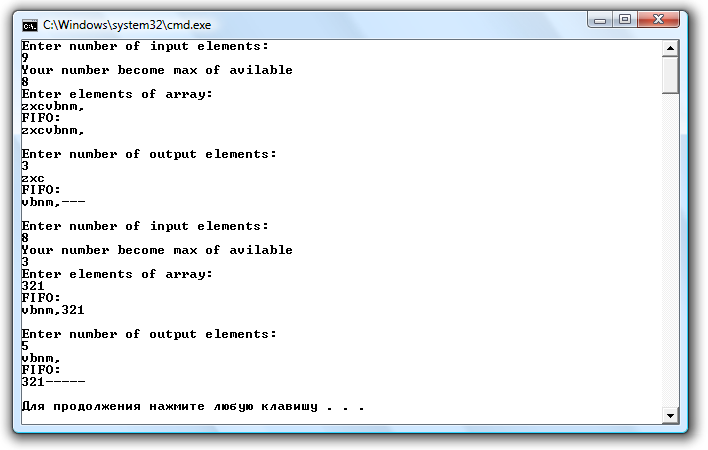 C:\Windows\system32\cmd.exe
Enter number of input elements:
9
Your number become max of avilable
8
Enter elements of array:
zxcvbnm,
FIFO:
zxcvbnm,
Enter number of output elements:
3
zxc
FIFO:
vbnm,---
Enter number of input elements:
8
Your number become max of avilable
3
Enter elements of array:
321
FIFO:
vbnm,321
Enter number of output elements:
5
vbnm,
FIFO:
321-----
Для продолжения нажмите любую клавишу . . .